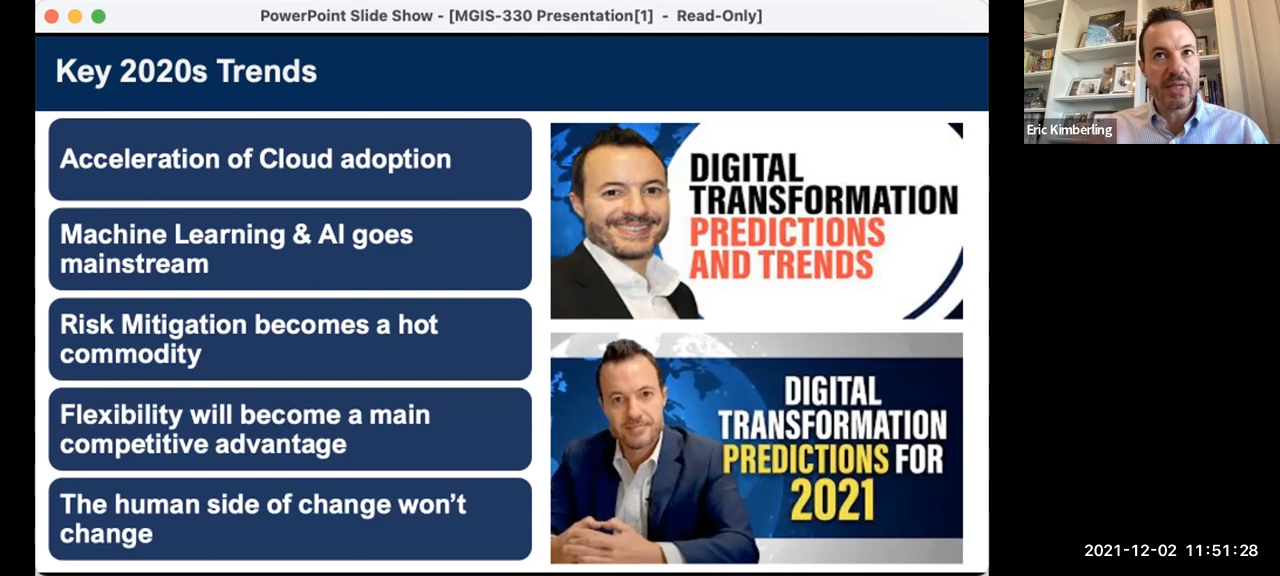 PowerPoint Slide Show - [MGIS-330 Presentation[1] - Read-Only]
Key 2020s Trends
Acceleration of Cloud adoption
Machine Learning & AI goes
mainstream
Risk Mitigation becomes a hot
commodity
Flexibility will become a main
competitive advantage
The human side of change won't
change
DIGITAL
TRANSFORMATION
PREDICTIONS
AND TRENDS
DIGITAL
TRANSFORMATION
PREDICTIONS FOR
2021
Eric Kimberling
2021-12-02 11:51:28